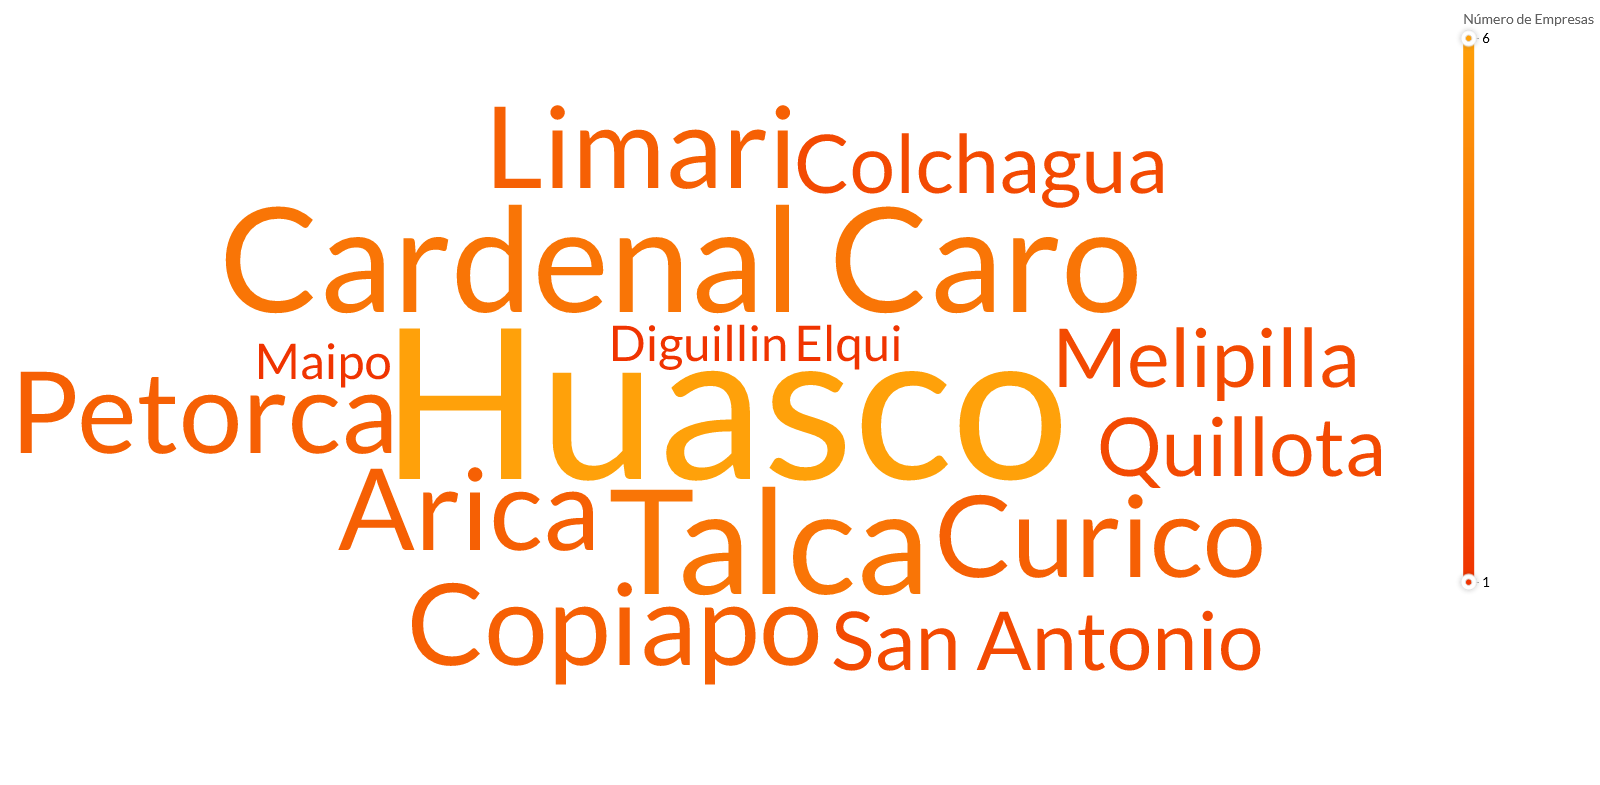 Número de Empresas
6
Limari
Colchagua
Cardenal Caro
Maipo
Diguillin
Elqui
Melipilla
Petorca
Huasco
Quillota
Arica
Talca
Curico
Copiapo
San Antonio
1